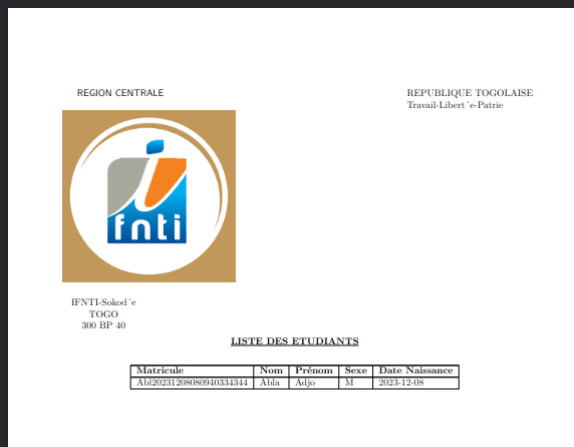 REGION CENTRALE
REPUBLIQUE TOGOLAISE
Travail-Libert´e-Patrie
fnti
IFNTI-Sokod´e
TOGO
300 BP 40
LISTE DES ETUDIANTS
Matricule Nom Prénom Sexe Date Naissance
Abl20231208080940334344 Abla Adjo M 2023-12-08